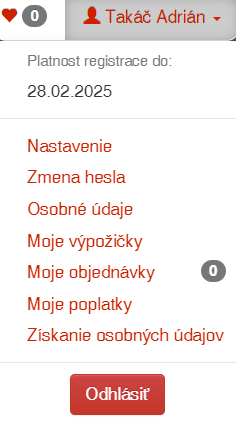 0 Takáč Adrián
Platnost registrace do:
28.02.2025
Nastavenie
Zmena hesla
Osobné údaje
Moje výpožičky
Moje objednávky 0
Moje poplatky
Získanie osobných údajov
Odhlásiť